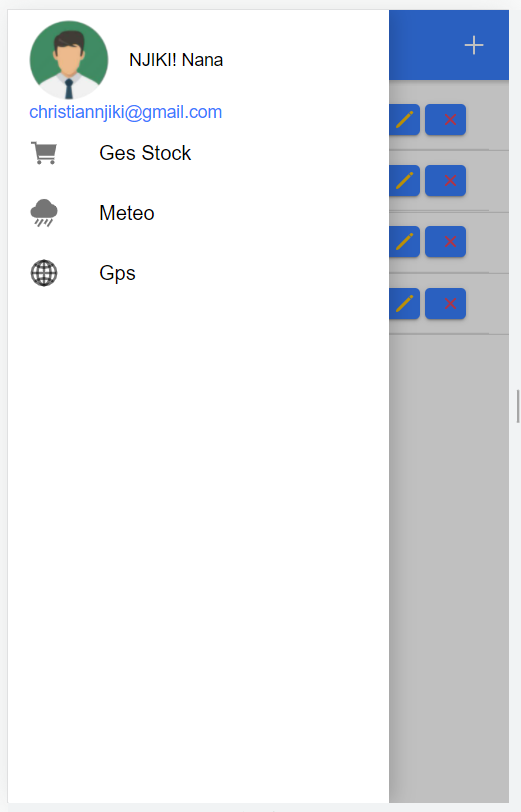 NJIKI! Nana
christiannjiki@gmail.com
Ges Stock
Meteo
Gps